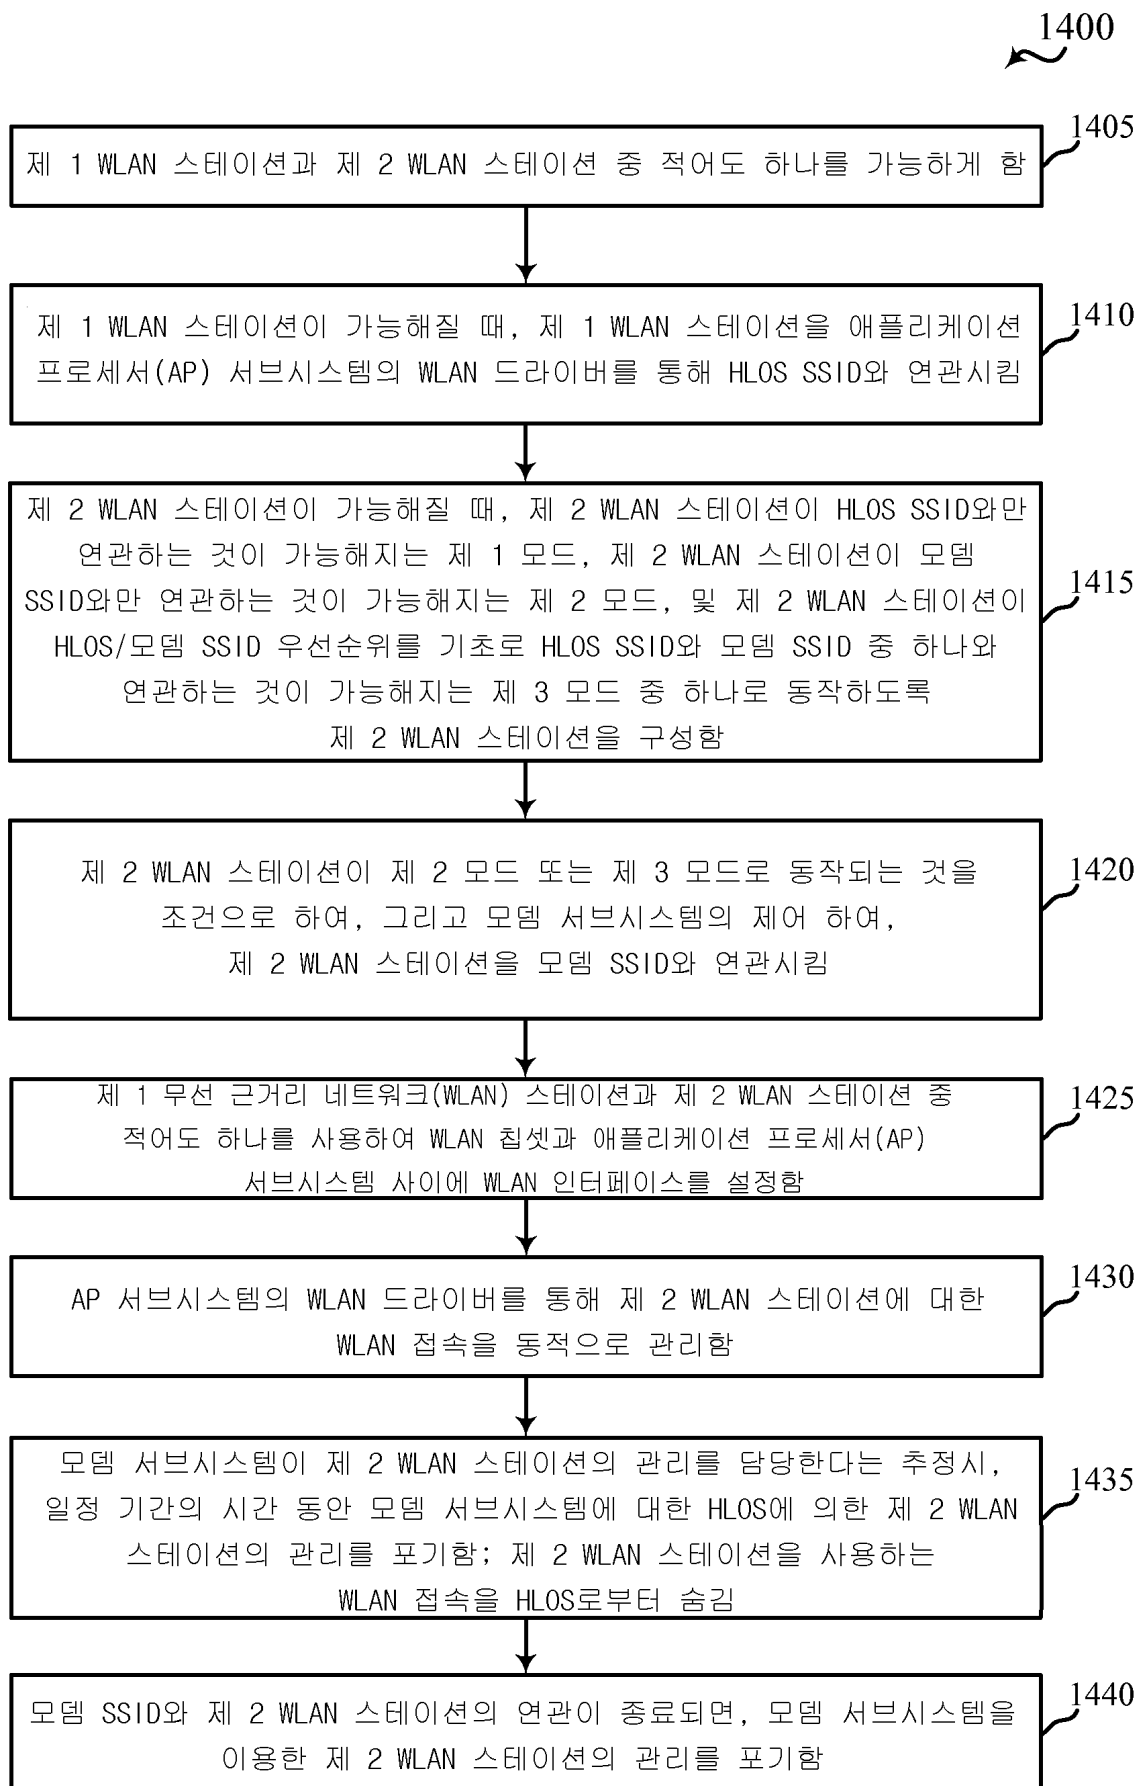 1400
1405
제 1 WLAN 스테이션과 제 2 WLAN 스테이션 중 적어도 하나를 가능하게 함
1410
제 1 WLAN 스테이션이 가능해질 때, 제 1 WLAN 스테이션을 애플리케이션
프로세서(AP) 서브시스템의 WLAN 드라이버를 통해 HLOS SSID와 연관시킴
1415
제 2 WLAN 스테이션이 가능해질 때, 제 2 WLAN 스테이션이 HLOS SSID와만
연관하는 것이 가능해지는 제 1 모드, 제 2 WLAN 스테이션이 모뎀
SSID와만 연관하는 것이 가능해지는 제 2 모드, 및 제 2 WLAN 스테이션이
HLOS/모뎀 SSID 우선순위를 기초로 HLOS SSID와 모뎀 SSID 중 하나와
연관하는 것이 가능해지는 제 3 모드 중 하나로 동작하도록
제 2 WLAN 스테이션을 구성함
1420
제 2 WLAN 스테이션이 제 2 모드 또는 제 3 모드로 동작되는 것을
조건으로 하여, 그리고 모뎀 서브시스템의 제어 하여,
제 2 WLAN 스테이션을 모뎀 SSID와 연관시킴
1425
제 1 무선 근거리 네트워크(WLAN) 스테이션과 제 2 WLAN 스테이션 중
적어도 하나를 사용하여 WLAN 칩셋과 애플리케이션 프로세서(AP)
서브시스템 사이에 WLAN 인터페이스를 설정함
1430
AP 서브시스템의 WLAN 드라이버를 통해 제 2 WLAN 스테이션에 대한
WLAN 접속을 동적으로 관리함
1435
모뎀 서브시스템이 제 2 WLAN 스테이션의 관리를 담당한다는 추정시,
일정 기간의 시간 동안 모뎀 서브시스템에 대한 HLOS에 의한 제 2 WLAN
스테이션의 관리를 포기함; 제 2 WLAN 스테이션을 사용하는
WLAN 접속을 HLOS로부터 숨김
1440
모뎀 SSID와 제 2 WLAN 스테이션의 연관이 종료되면, 모뎀 서브시스템을
이용한 제 2 WLAN 스테이션의 관리를 포기함